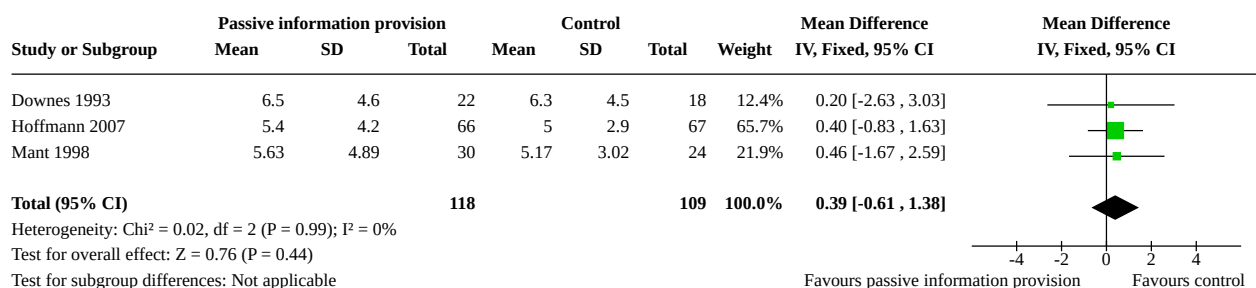 Passive information provision Control Mean Difference Mean Difference
Study or Subgroup Mean SD Total Mean SD Total Weight IV, Fixed, 95% CI IV, Fixed, 95% CI
Downes 1993 6.5 4.6 22 6.3 4.5 18 12.4% 0.20 [-2.63 , 3.03]
Hoffmann 2007 5.4 4.2 66 5 2.9 67 65.7% 0.40 [-0.83 , 1.63]
Mant 1998 5.63 4.89 30 5.17 3.02 24 21.9% 0.46 [-1.67 , 2.59]
Total (95% CI) 118 109 100.0% 0.39 [-0.61 , 1.38]
Heterogeneity: Chi² = 0.02, df = 2 (P = 0.99); I² = 0%
Test for overall effect: Z = 0.76 (P = 0.44) -4 -2 0 2 4
Test for subgroup differences: Not applicable Favours passive information provision Favours control